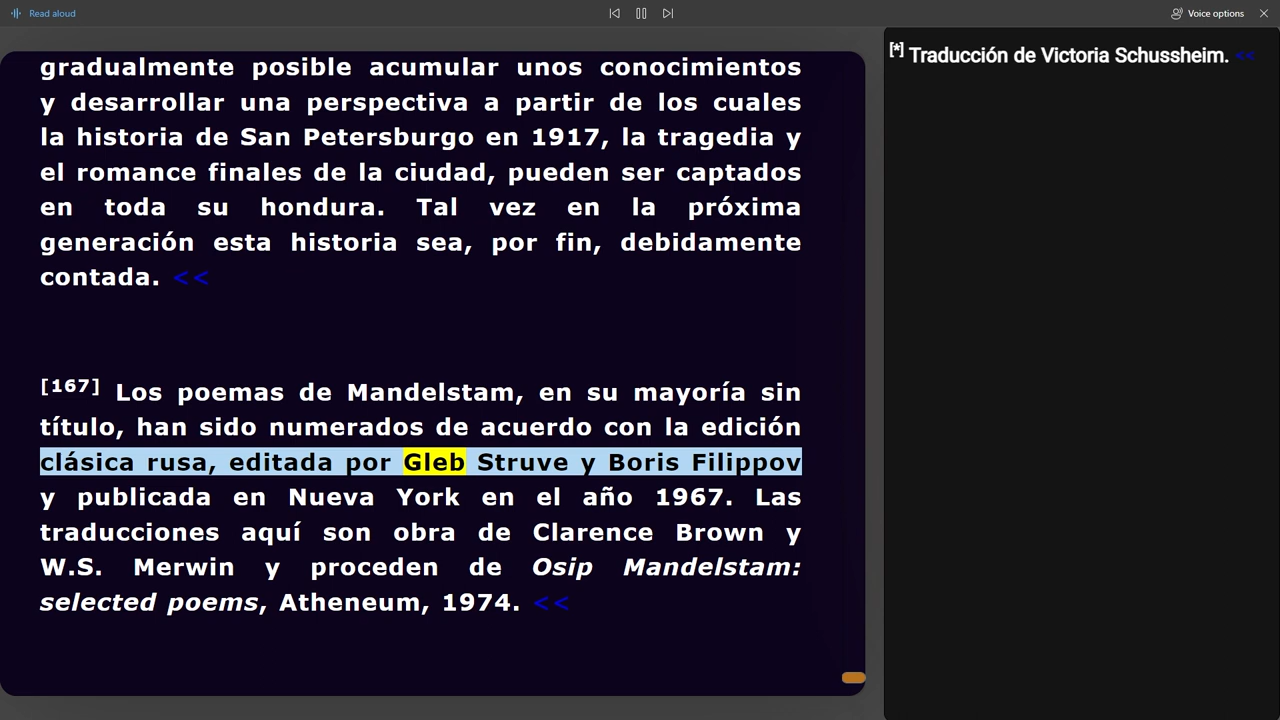 Read aloud
Voice options
gradualmente posible acumular unos conocimientos
y desarrollar una perspectiva a partir de los cuales
la historia de San Petersburgo en 1917, la tragedia y
el romance finales de la ciudad, pueden ser captados
en toda su hondura. Tal vez en la próxima
generación esta historia sea, por fin, debidamente
contada. <<
[167] Los poemas de Mandelstam, en su mayoría sin
título, han sido numerados de acuerdo con la edición
clásica rusa, editada por Gleb Struve y Boris Filippov
y publicada en Nueva York en el año 1967. Las
traducciones aquí son obra de Clarence Brown y
W.S. Merwin y proceden de Osip Mandelstam:
selected poems, Atheneum, 1974. <<
[*] Traducción de Victoria Schussheim. <<